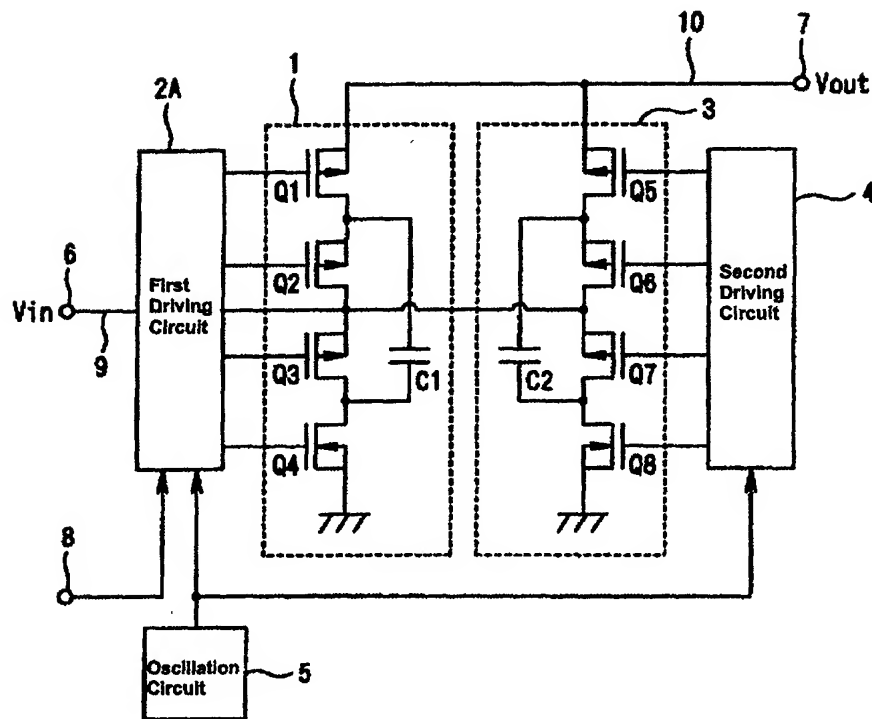 10
7
1
2A
Vout
3
Q1
Q5
4
6
Q2
Q6
First
Driving
Circuit
Second
Driving
Circuit
Vin
9
Q3
C1
C2
Q7
Q4
Q8
8
Oscillation
Circuit
5